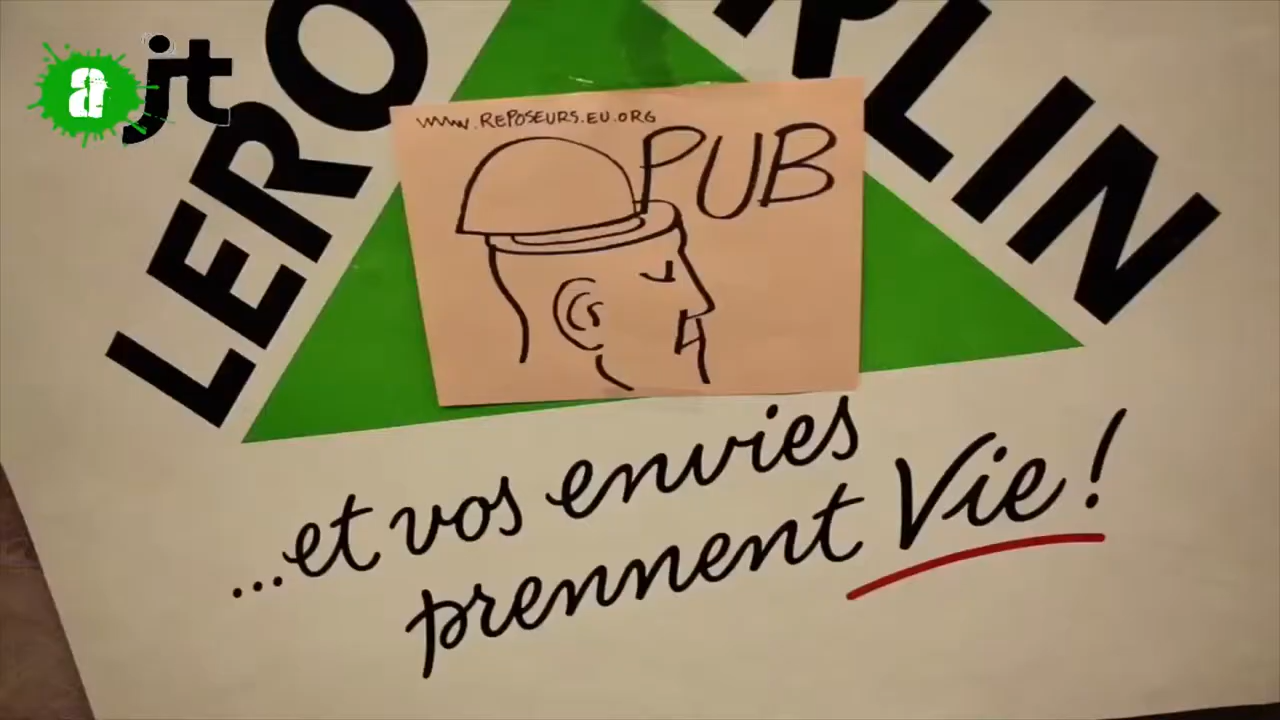 ajt
LERO RLIN
www.REPOSEURS.EU.ORG
PUB
...et vos envies
prennent Vie !